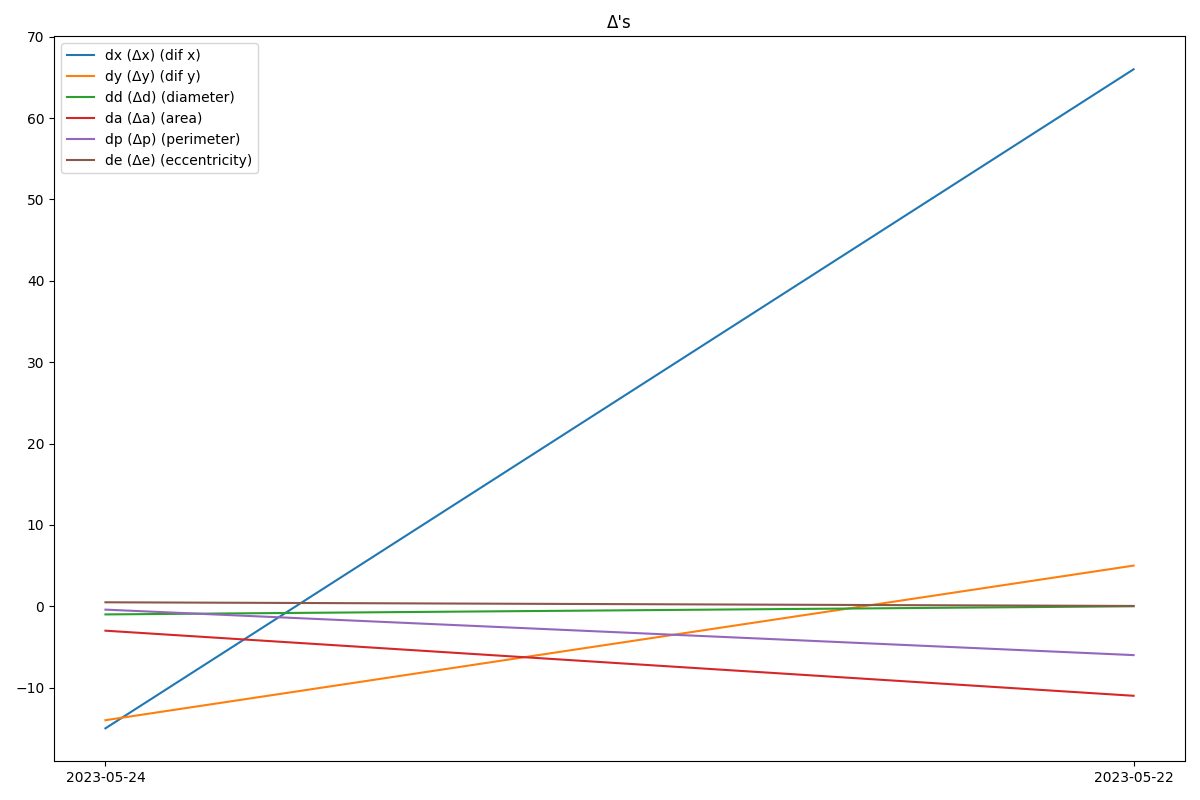 Δ's
dx (Δx) (dif x)
dy (Δy) (dif y)
dd (Δd) (diameter)
da (Δa) (area)
dp (Δp) (perimeter)
de (Δe) (eccentricity)
70
60
50
40
30
20
10
0
−10
2023-05-24
2023-05-22